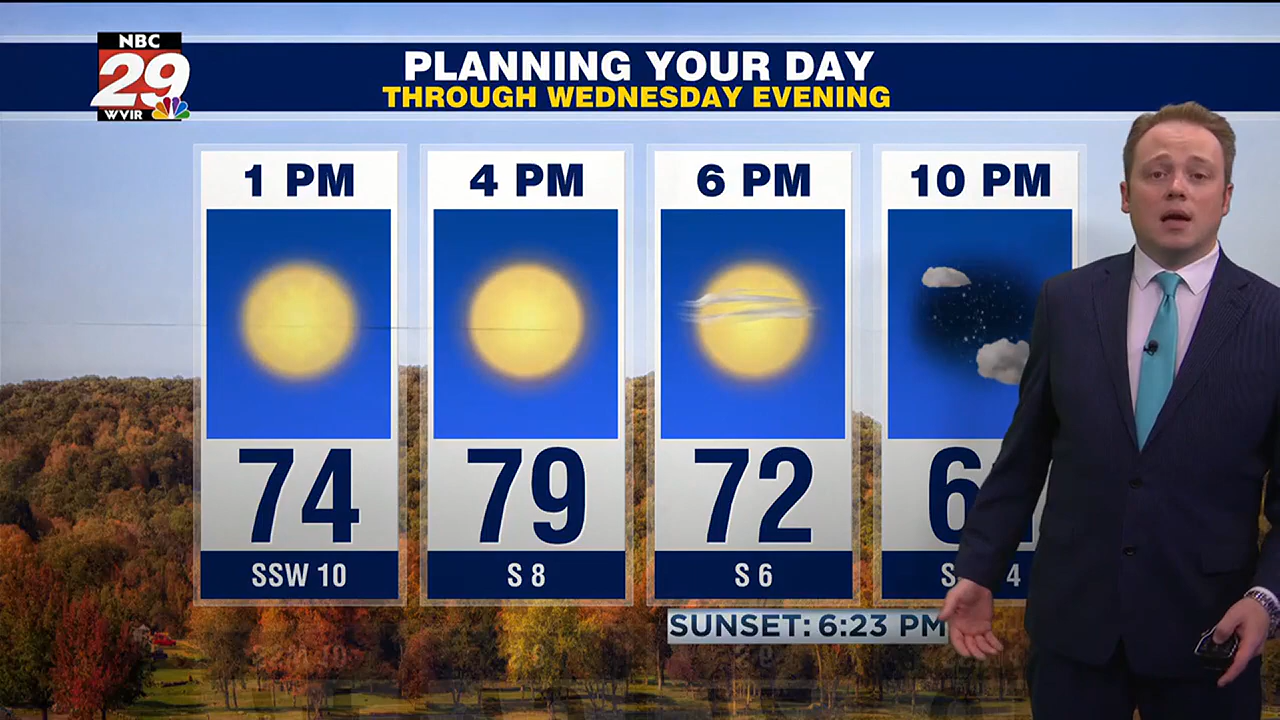 NBC
29
WVIR
PLANNING YOUR DAY
THROUGH WEDNESDAY EVENING
1 PM
4 PM
6 PM
10 PM
74
79
72
SSW 10
S 8
S 6
SUNSET: 6:23 PM